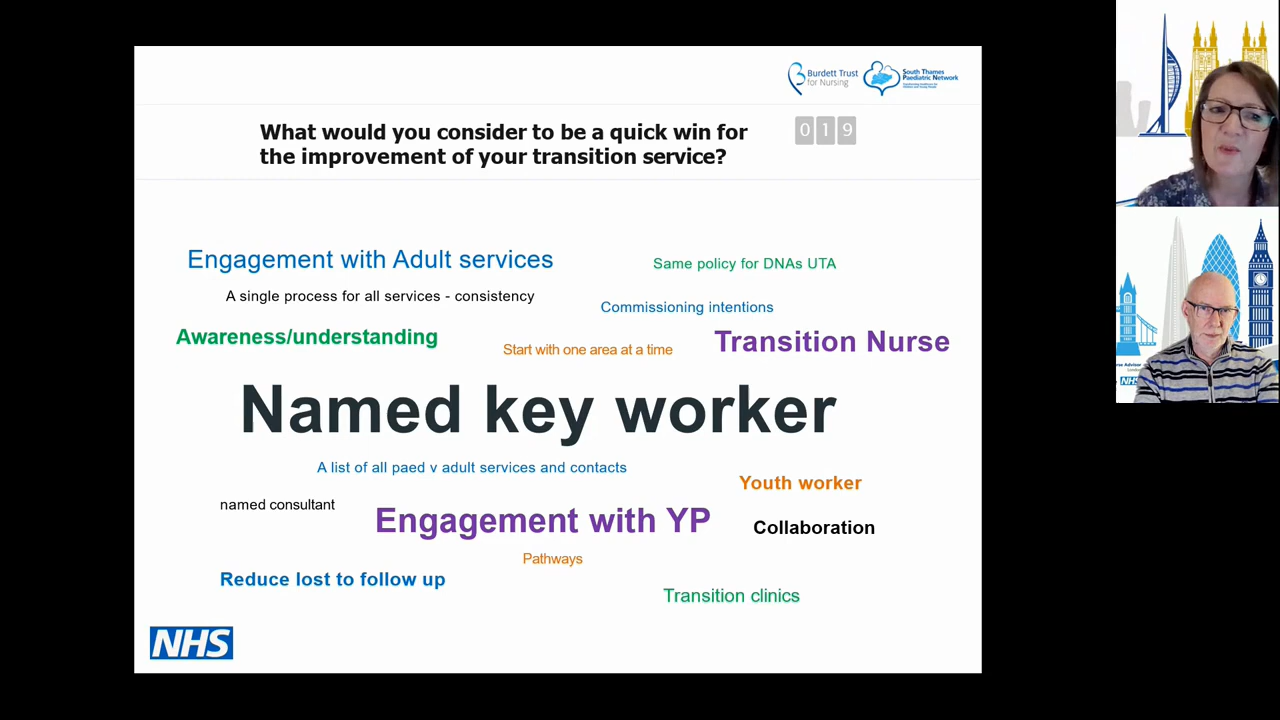 Burdett Trust
for Nursing
South Thames
Paediatric Network
What would you consider to be a quick win for
the improvement of your transition service?
019
Engagement with Adult services
Same policy for DNAs UTA
A single process for all services - consistency
Commissioning intentions
Awareness/understanding
Start with one area at a time
Transition Nurse
Named key worker
A list of all paed v adult services and contacts
Youth worker
named consultant
Engagement with YP
Collaboration
Pathways
Reduce lost to follow up
Transition clinics
NHS
NHS